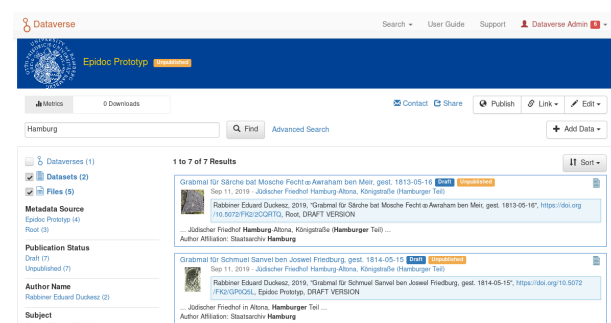 Dataverse
Search User Guide Support Dataverse Admin 6
Epidoc Prototyp Unpublished
Metrics 0 Downloads
Contact Share Publish Link Edit
Hamburg Find Advanced Search + Add Data
Dataverses (1)
Datasets (2)
Files (5)
Metadata Source
Epidoc Prototyp (4)
Root (3)
Publication Status
Draft (7)
Unpublished (7)
Author Name
Rabbiner Eduard Duckesz (2)
Subject
1 to 7 of 7 Results Sort
Grabmal für Särche bat Mosche Fecht ∞ Awraham ben Meir, gest. 1813-05-16 Draft Unpublished
Sep 11, 2019 - Jüdischer Friedhof Hamburg-Altona, Königstraße (Hamburger Teil)
Rabbiner Eduard Duckesz, 2019, "Grabmal für Särche bat Mosche Fecht ∞ Awraham ben Meir, gest. 1813-05-16", https://doi.org
/10.5072/FK2/2CQRTQ, Root, DRAFT VERSION
... Jüdischer Friedhof Hamburg-Altona, Königstraße (Hamburger Teil) ...
Author Affiliation: Staatsarchiv Hamburg
Grabmal für Schmuel Sanvel ben Joswel Friedburg, gest. 1814-05-15 Draft Unpublished
Sep 11, 2019 - Jüdischer Friedhof Hamburg-Altona, Königstraße (Hamburger Teil)
Rabbiner Eduard Duckesz, 2019, "Grabmal für Schmuel Sanvel ben Joswel Friedburg, gest. 1814-05-15", https://doi.org/10.5072
/FK2/GP0Q5L, Epidoc Prototyp, DRAFT VERSION
... Jüdischer Friedhof in Altona, Hamburger Teil ...
Author Affiliation: Staatsarchiv Hamburg